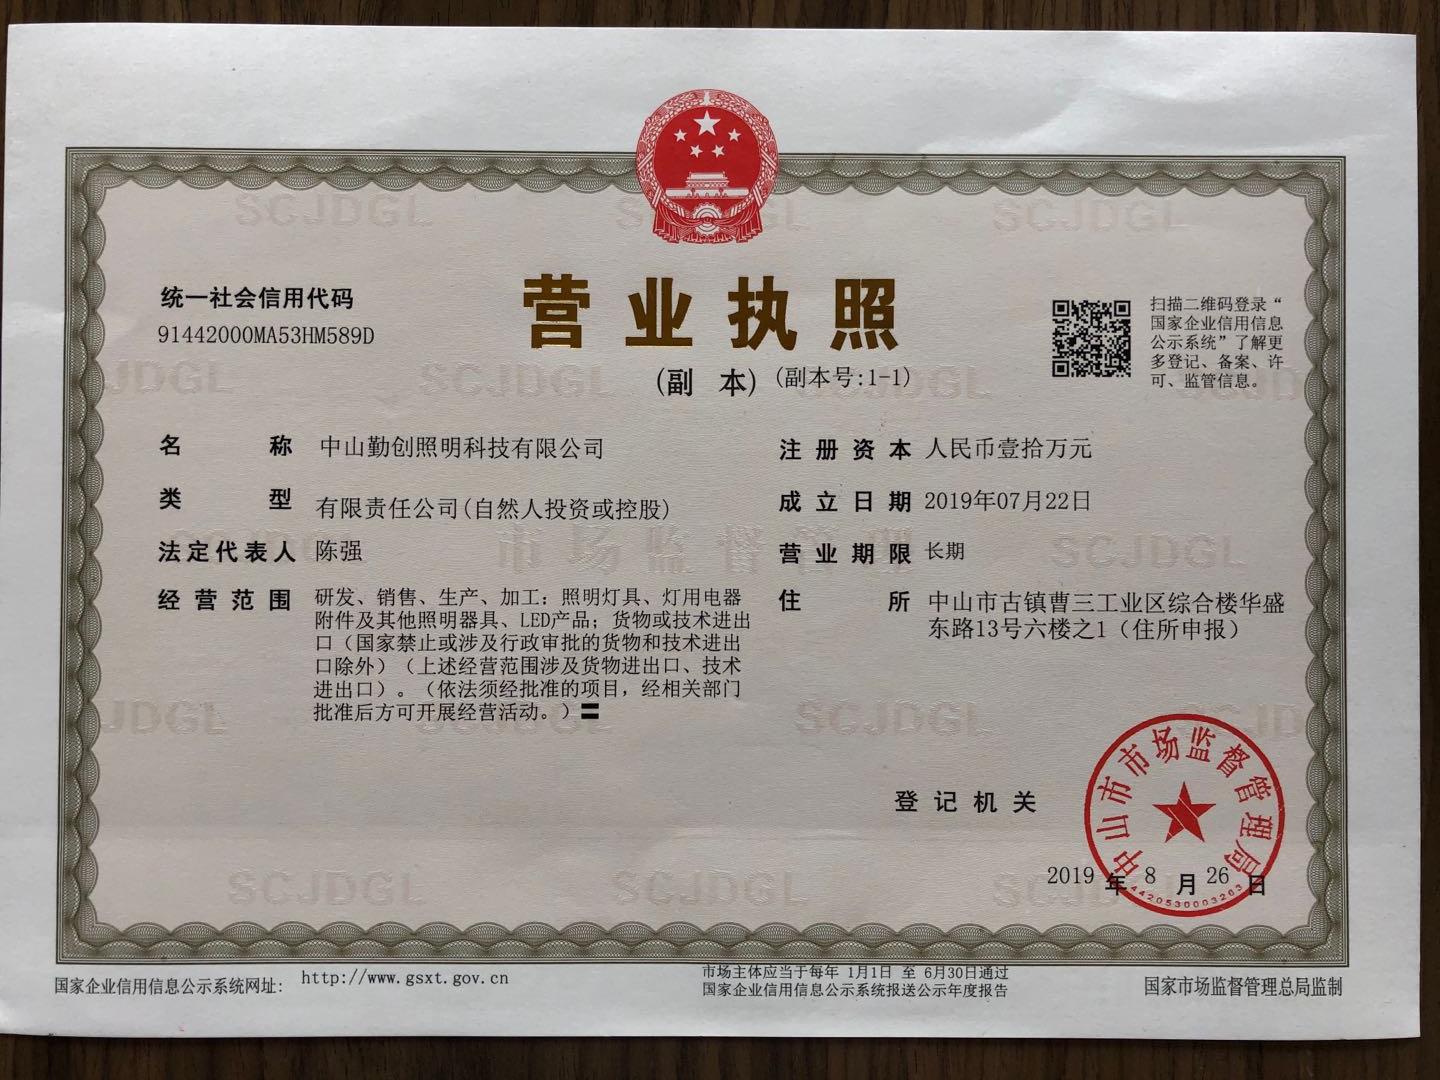 统一社会信用代码
91442000MA53HM589D
营业执照
(副 本) (副本号:1-1)
扫描二维码登录“
国家企业信用信息
公示系统”了解更
多登记、备案、许
可、监管信息。
名 称 中山勤创照明科技有限公司
类 型 有限责任公司(自然人投资或控股)
法定代表人 陈强
经营范围 研发、销售、生产、加工：照明灯具、灯用电器
附件及其他照明器具、LED产品；货物或技术进出
口（国家禁止或涉及行政审批的货物和技术进出
口除外）（上述经营范围涉及货物进出口、技术
进出口）。（依法须经批准的项目，经相关部门
批准后方可开展经营活动。）〓
注册资本 人民币壹拾万元
成立日期 2019年07月22日
营业期限 长期
住 所 中山市古镇曹三工业区综合楼华盛
东路13号六楼之1（住所申报）
登记机关
中山市市场监督管理局
4420530003203
2019 年 8 月 26 日
国家企业信用信息公示系统网址: http://www.gsxt.gov.cn
市场主体应当于每年 1月1日 至 6月30日通过
国家企业信用信息公示系统报送公示年度报告
国家市场监督管理总局监制
SCJDGL
市场监督管理